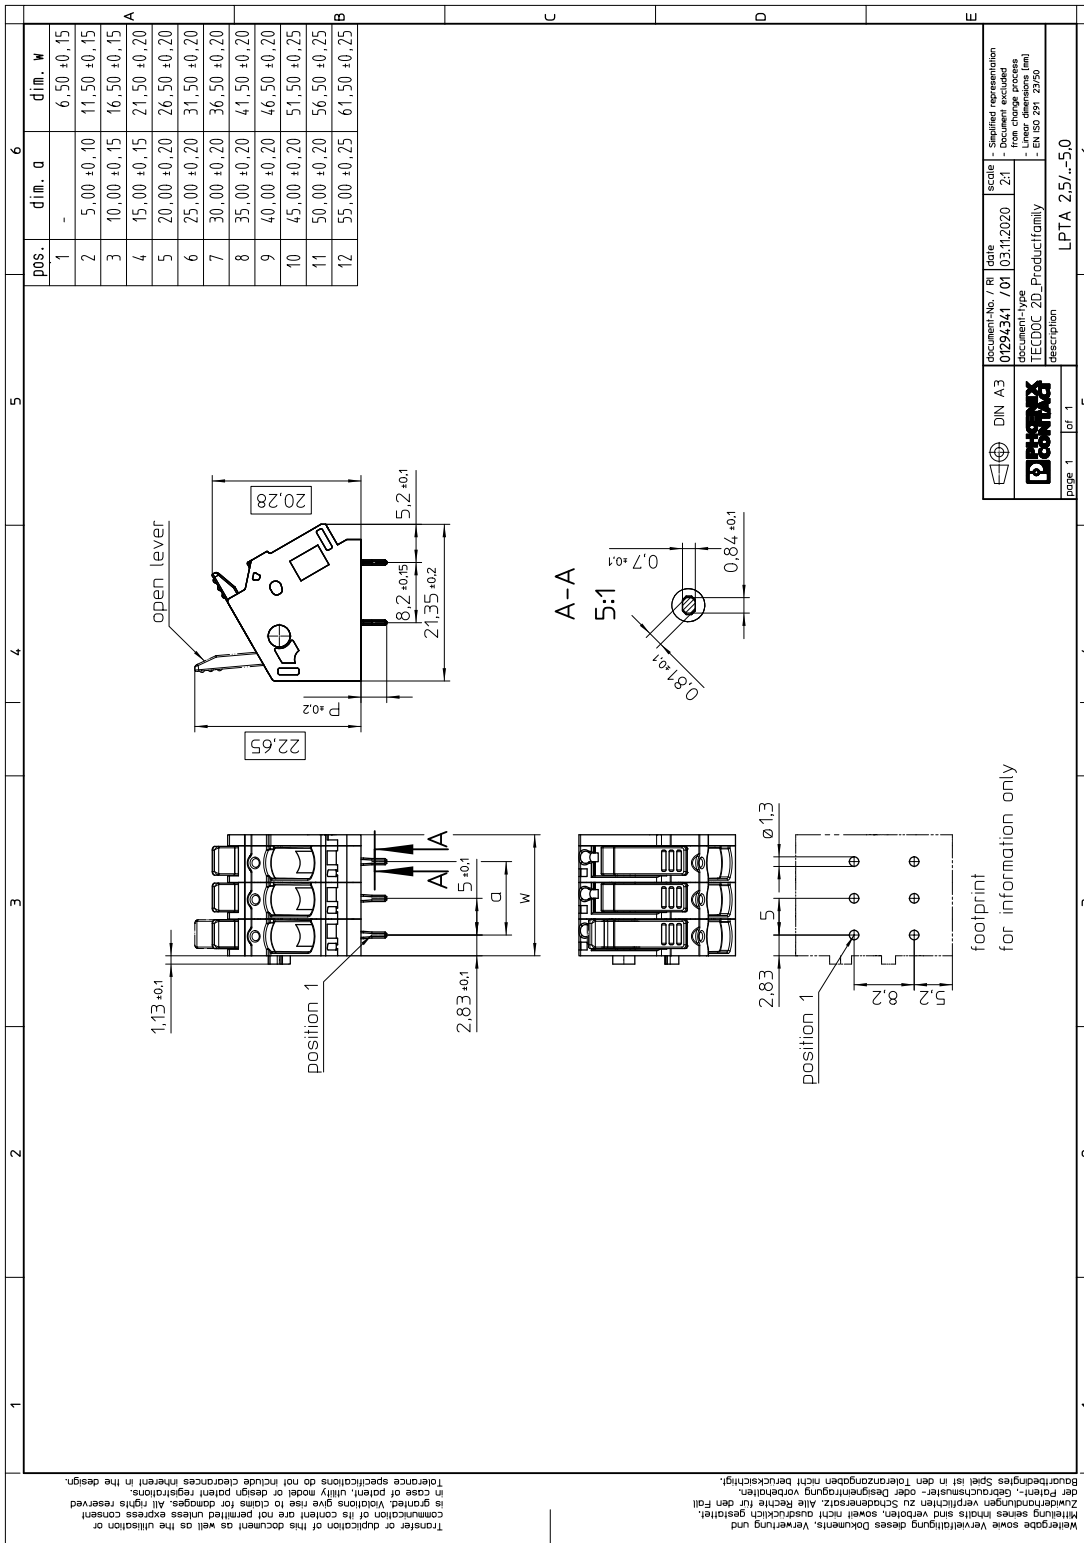 1
2
3
4
5
6
A
B
C
D
E
pos. dim. a dim. w
1 - 6,50 ±0,15
2 5,00 ±0,10 11,50 ±0,15
3 10,00 ±0,15 16,50 ±0,15
4 15,00 ±0,15 21,50 ±0,20
5 20,00 ±0,20 26,50 ±0,20
6 25,00 ±0,20 31,50 ±0,20
7 30,00 ±0,20 36,50 ±0,20
8 35,00 ±0,20 41,50 ±0,20
9 40,00 ±0,20 46,50 ±0,20
10 45,00 ±0,20 51,50 ±0,25
11 50,00 ±0,20 56,50 ±0,25
12 55,00 ±0,25 61,50 ±0,25
1,13 ±0,1
position 1
2,83 ±0,1
5 ±0,1
a
w
A
A
open lever
22,65
20,28
P ±0,2
8,2 ±0,15
5,2 ±0,1
21,35 ±0,2
A-A
5:1
0,7 ±0,1
0,84 ±0,1
0,81 ±0,1
position 1
2,83
5
ø1,3
8,2
5,2
footprint
for information only
DIN A3
PHOENIX
CONTACT
page 1 of 1
document-No. / RI
01294341 / 01
date
03.11.2020
scale
2:1
- Simplified representation
- Document excluded
from change process
- Linear dimensions [mm]
- EN ISO 291 23/50
document-type
TECDOC 2D_Productfamily
description
LPTA 2,5/..-5,0
Transfer or duplication of this document as well as the utilisation or
communication of its content are not permitted unless express consent
is granted. Violations give rise to claims for damages. All rights reserved
in case of patent, utility model or design patent registrations.
Tolerance specifications do not include clearances inherent in the design.
Weitergabe sowie Vervielfältigung dieses Dokuments, Verwertung und
Mitteilung seines Inhalts sind verboten, soweit nicht ausdrücklich gestattet.
Zuwiderhandlungen verpflichten zu Schadenersatz. Alle Rechte für den Fall
der Patent-, Gebrauchsmuster- oder Designeintragung vorbehalten.
Bauartbedingtes Spiel ist in den Toleranzangaben nicht berücksichtigt.